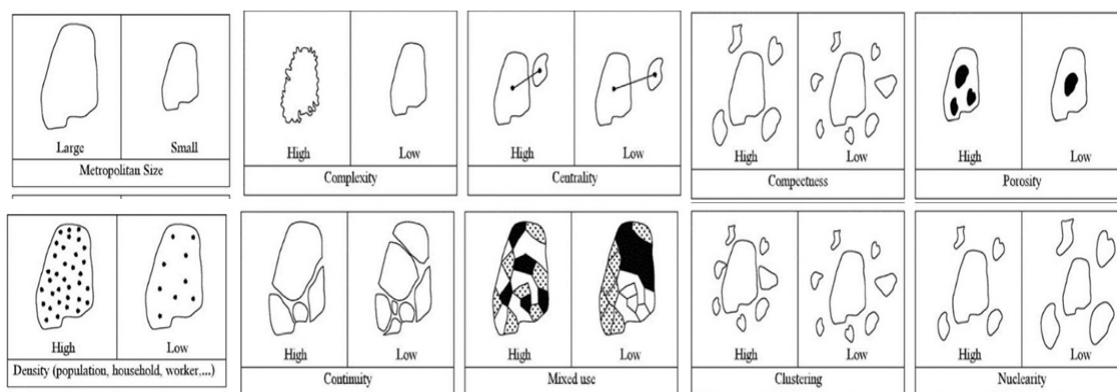 Large Small
Metropolitan Size
High Low
Complexity
High Low
Centrality
High Low
Compectness
High Low
Porosity
High Low
Density (population, household, worker,...)
High Low
Continuity
High Low
Mixed use
High Low
Clustering
High Low
Nuclearity